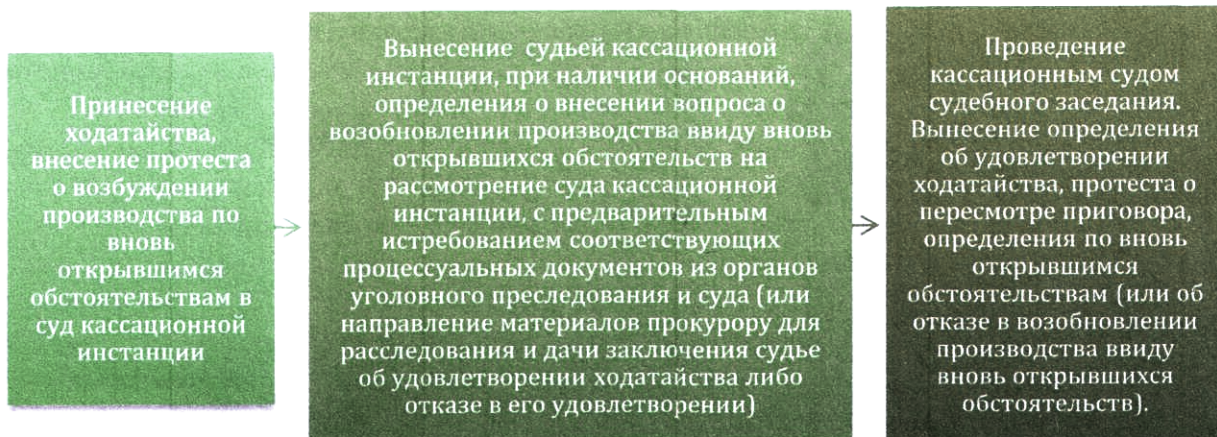 Принесение
ходатайства,
внесение протеста
о возбуждении
производства по
вновь
открывшимся
обстоятельствам в
суд кассационной
инстанции
Вынесение судьей кассационной
инстанции, при наличии оснований,
определения о внесении вопроса о
возобновлении производства ввиду вновь
открывшихся обстоятельств на
рассмотрение суда кассационной
инстанции, с предварительным
истребованием соответствующих
процессуальных документов из органов
уголовного преследования и суда (или
направление материалов прокурору для
расследования и дачи заключения судье
об удовлетворении ходатайства либо
отказе в его удовлетворении)
Проведение
кассационным судом
судебного заседания.
Вынесение определения
об удовлетворении
ходатайства, протеста о
пересмотре приговора,
определения по вновь
открывшимся
обстоятельствам (или об
отказе в возобновлении
производства ввиду
вновь открывшихся
обстоятельств).